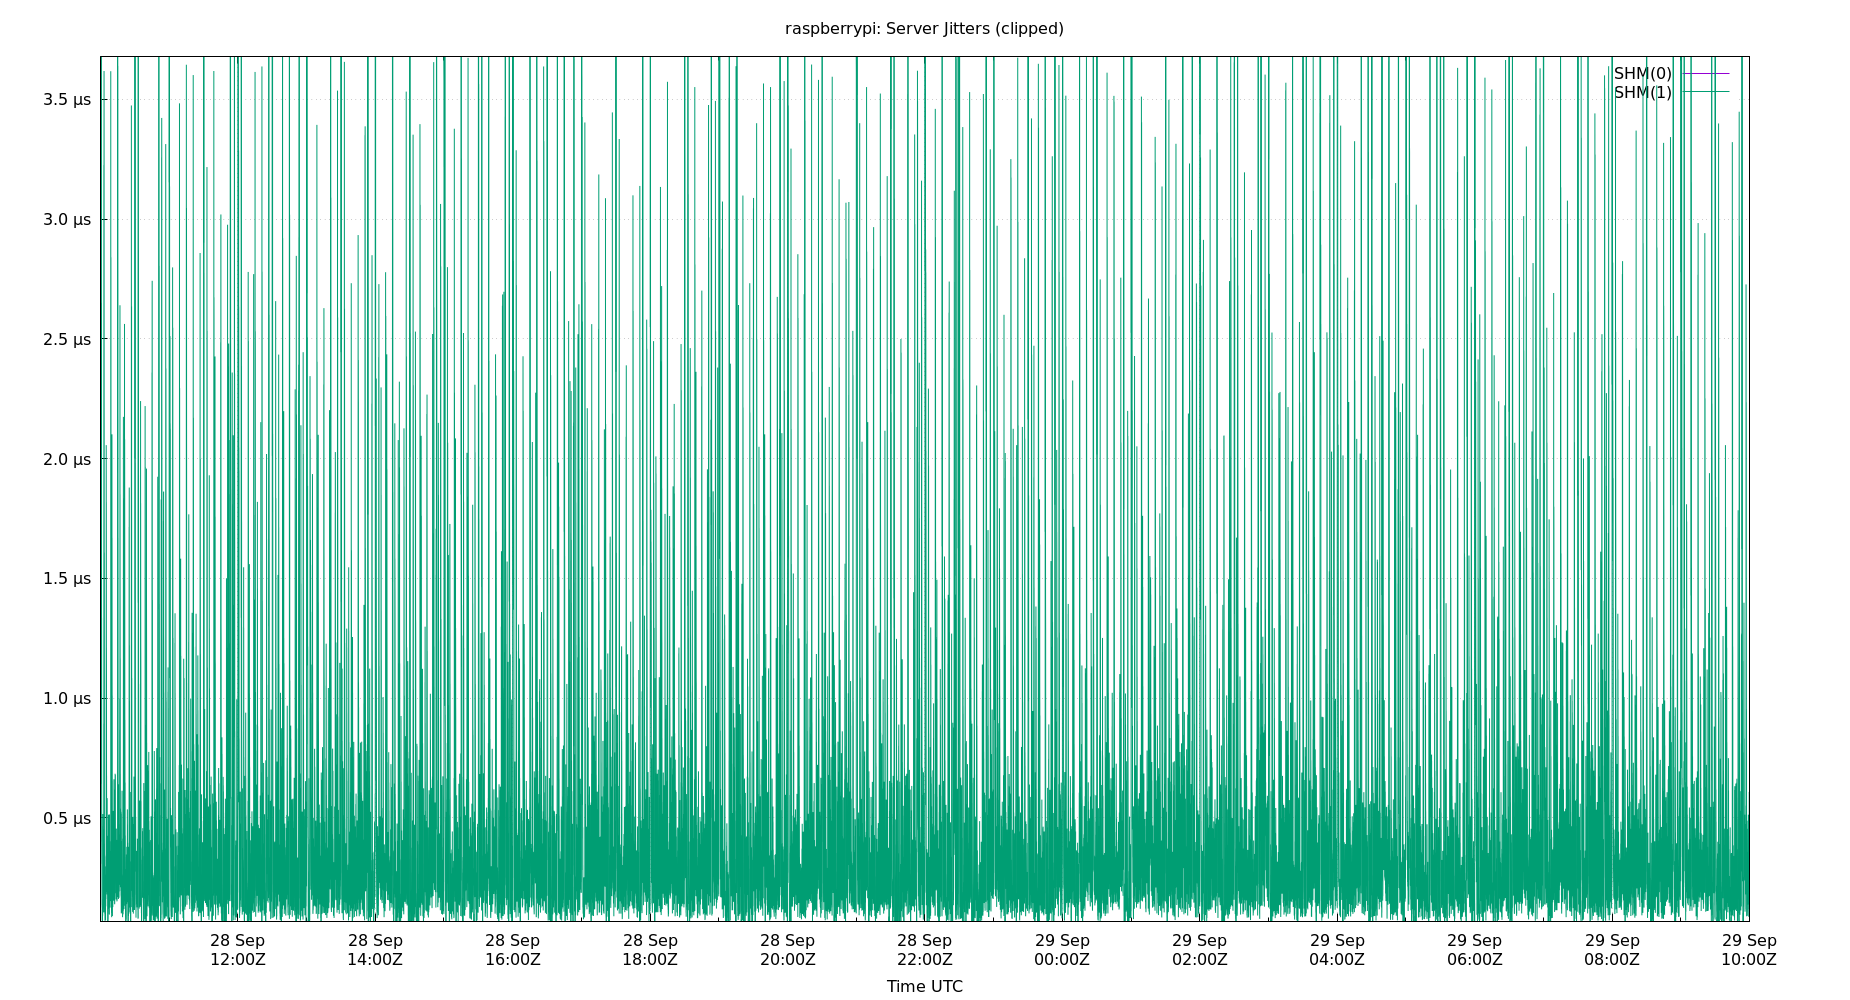 raspberrypi: Server Jitters (clipped)
SHM(0)
SHM(1)
3.5 µs
3.0 µs
2.5 µs
2.0 µs
1.5 µs
1.0 µs
0.5 µs
28 Sep 28 Sep 28 Sep 28 Sep 28 Sep 28 Sep 29 Sep 29 Sep 29 Sep 29 Sep 29 Sep 29 Sep
12:00Z 14:00Z 16:00Z 18:00Z 20:00Z 22:00Z 00:00Z 02:00Z 04:00Z 06:00Z 08:00Z 10:00Z
Time UTC